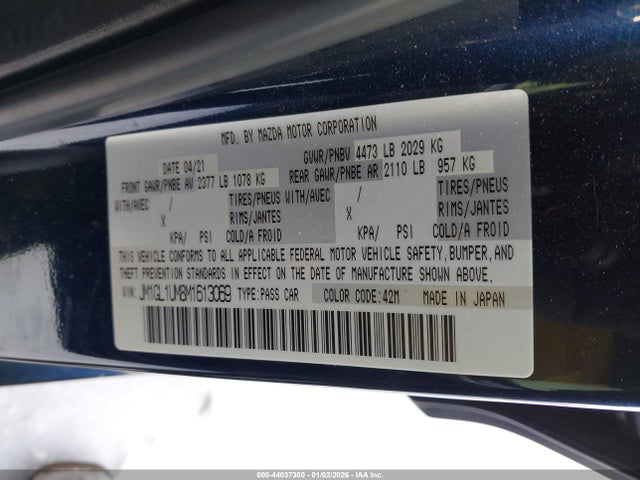 MFD. BY MAZDA MOTOR CORPORATION
DATE 04/21 GVWR/PNBV 4473 LB 2029 KG
FRONT GAWR/PNBE AV 2377 LB 1078 KG REAR GAWR/PNBE AR 2110 LB 957 KG
WITH/AVEC / TIRES/PNEUS WITH/AVEC / TIRES/PNEUS
X RIMS/JANTES X RIMS/JANTES
KPA/ PSI COLD/A FROID KPA/ PSI COLD/A FROID
THIS VEHICLE CONFORMS TO ALL APPLICABLE FEDERAL MOTOR VEHICLE SAFETY, BUMPER, AND
THEFT PREVENTION STANDARDS IN EFFECT ON THE DATE OF MANUFACTURE SHOWN ABOVE.
VIN: JM1GL1UM8M1613069 TYPE:PASS CAR COLOR CODE:42M MADE IN JAPAN
000-44037300 - 01/02/2026 - IAA Inc.